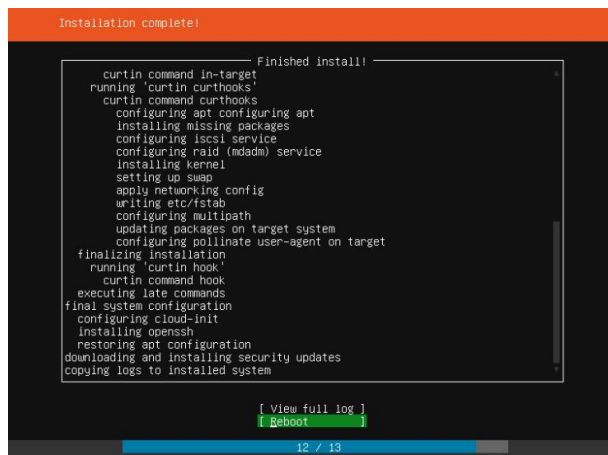 Installation complete!
Finished install!
curtin command in-target
running 'curtin curthooks'
curtin command curthooks
configuring apt configuring apt
installing missing packages
configuring iscsi service
configuring raid (mdadm) service
installing kernel
setting up swap
apply networking config
writing etc/fstab
configuring multipath
updating packages on target system
configuring pollinate user-agent on target
finalizing installation
running 'curtin hook'
curtin command hook
executing late commands
final system configuration
configuring cloud-init
installing openssh
restoring apt configuration
downloading and installing security updates
copying logs to installed system
[ View full log ]
[ Reboot ]
12 / 13